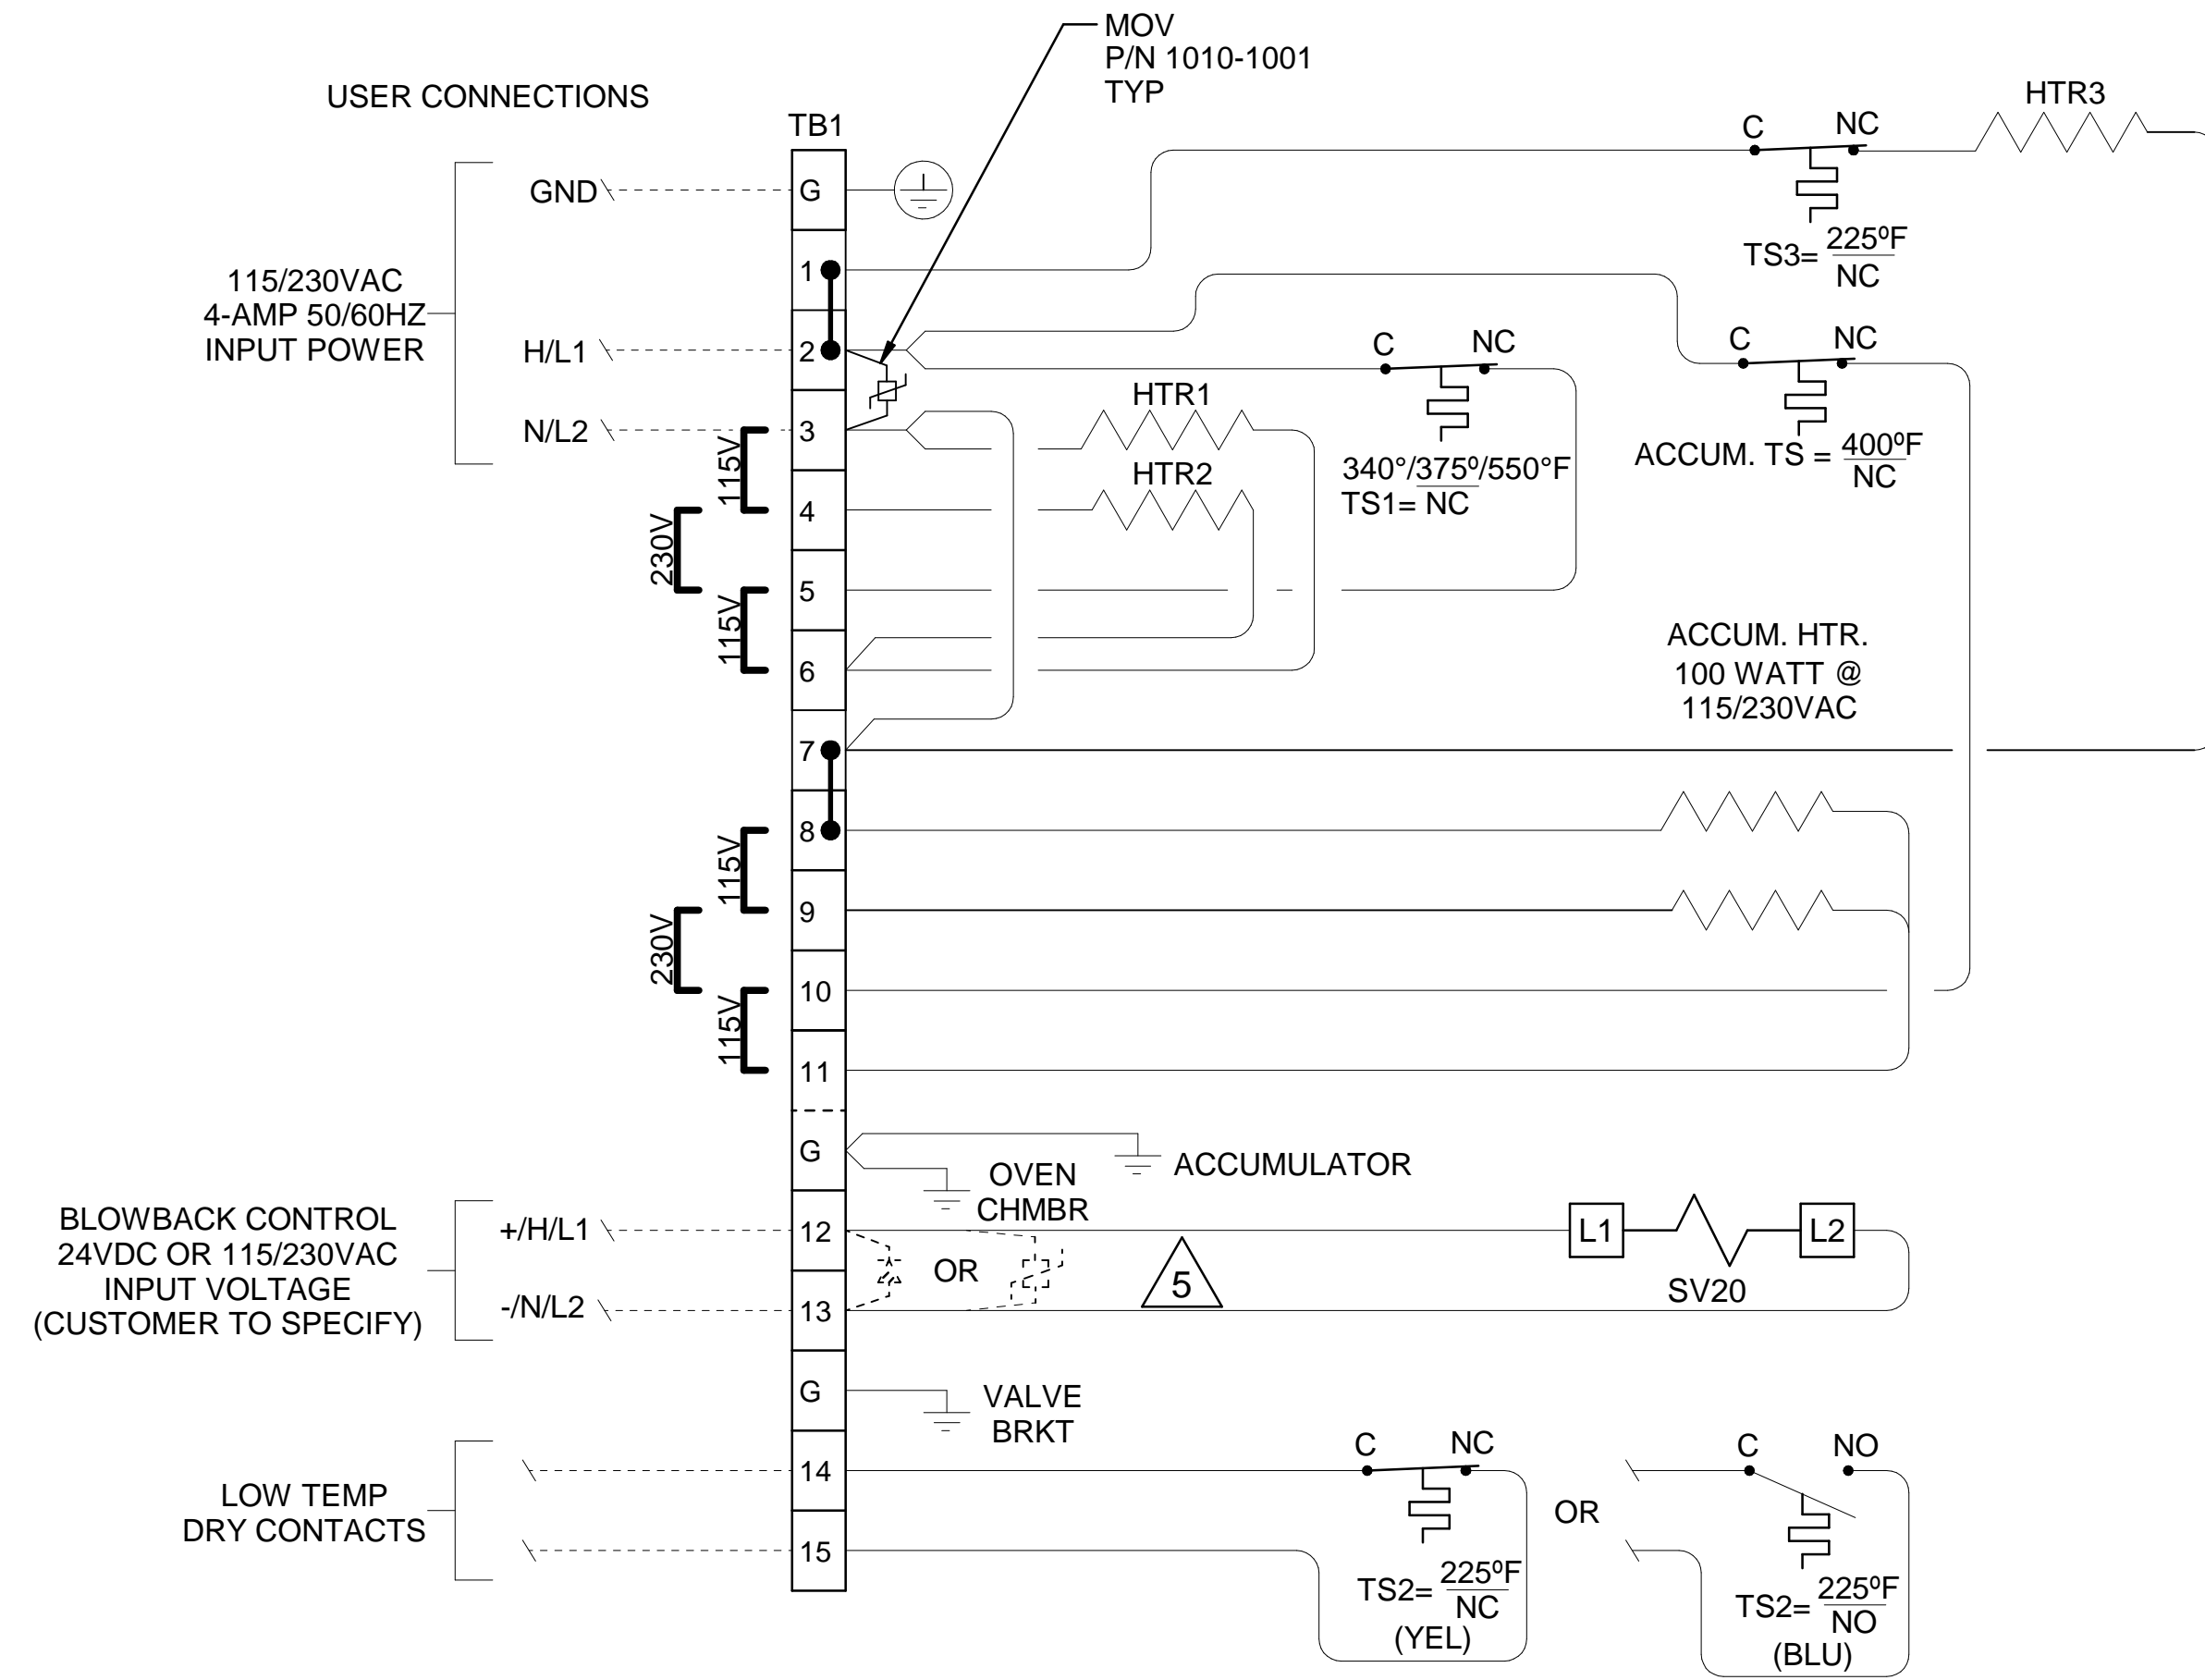 MOV
P/N 1010-1001
TYP
USER CONNECTIONS
TB1
HTR3
C NC
GND
G
TS3= 225ºF
NC
1
115/230VAC
4-AMP 50/60HZ
INPUT POWER
H/L1
2
C NC
C NC
HTR1
N/L2
3
115V
ACCUM. TS = 400ºF
NC
340°/375º/550°F
TS1= NC
HTR2
4
230V
5
115V
6
ACCUM. HTR.
100 WATT @
115/230VAC
7
8
115V
9
230V
10
115V
11
G
ACCUMULATOR
OVEN
CHMBR
BLOWBACK CONTROL
24VDC OR 115/230VAC
INPUT VOLTAGE
(CUSTOMER TO SPECIFY)
+/H/L1
12
L1 L2
OR
5
SV20
-/N/L2
13
G
VALVE
BRKT
C NC
C NO
14
LOW TEMP
DRY CONTACTS
OR
15
TS2= 225ºF
NC
(YEL)
TS2= 225ºF
NO
(BLU)